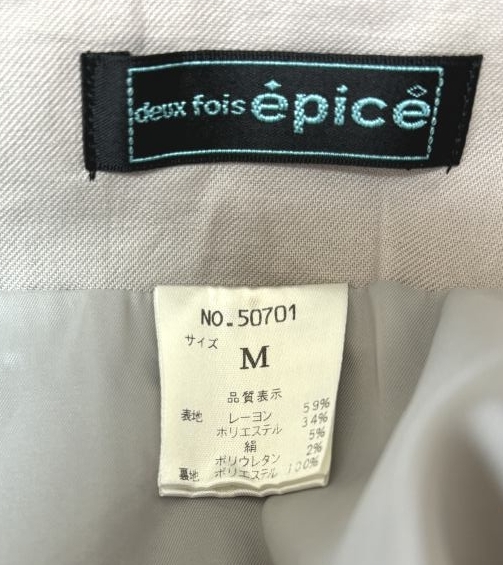 deux fois épicè
NO.50701
サイズ
M
品質表示
表地 レーヨン 59%
ポリエステル 34%
絹 5%
ポリウレタン 2%
裏地 ポリエステル 100%